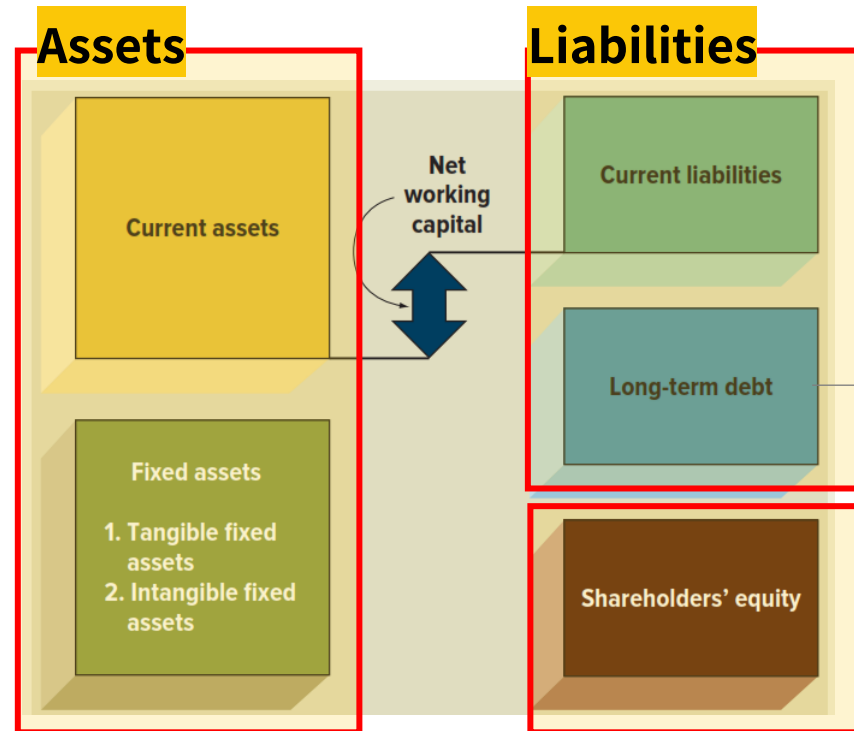 Assets
Liabilities
Current assets
Net
working
capital
Current liabilities
Long-term debt
Fixed assets
1. Tangible fixed
assets
2. Intangible fixed
assets
Shareholders’ equity